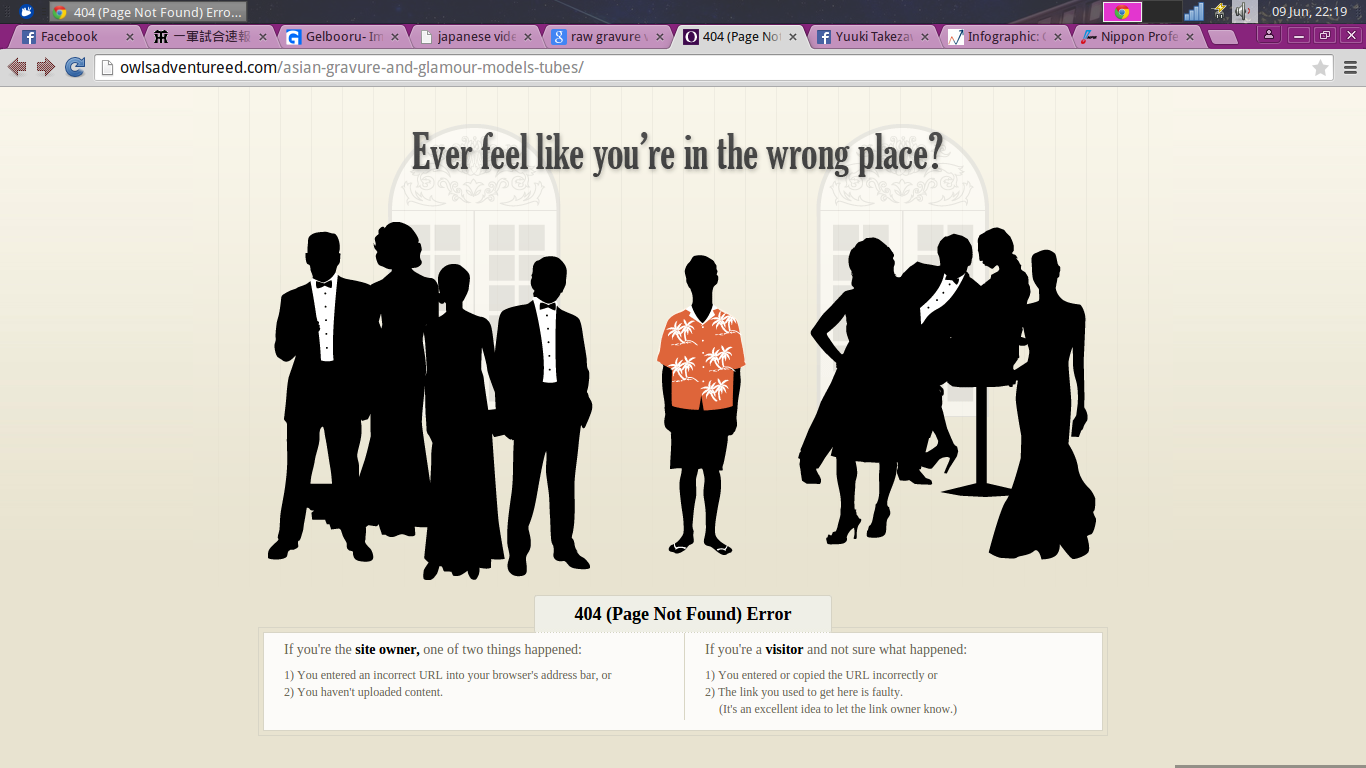 404 (Page Not Found) Erro...
09 Jun, 22:19
Facebook
一軍試合速報
Gelbooru- Im
japanese vide
raw gravure v
404 (Page Not
Yuuki Takezav
Infographic: C
Nippon Profe
owlsadventureed.com/asian-gravure-and-glamour-models-tubes/
Ever feel like you're in the wrong place?
404 (Page Not Found) Error
If you're the site owner, one of two things happened:
1) You entered an incorrect URL into your browser's address bar, or
2) You haven't uploaded content.
If you're a visitor and not sure what happened:
1) You entered or copied the URL incorrectly or
2) The link you used to get here is faulty.
(It's an excellent idea to let the link owner know.)